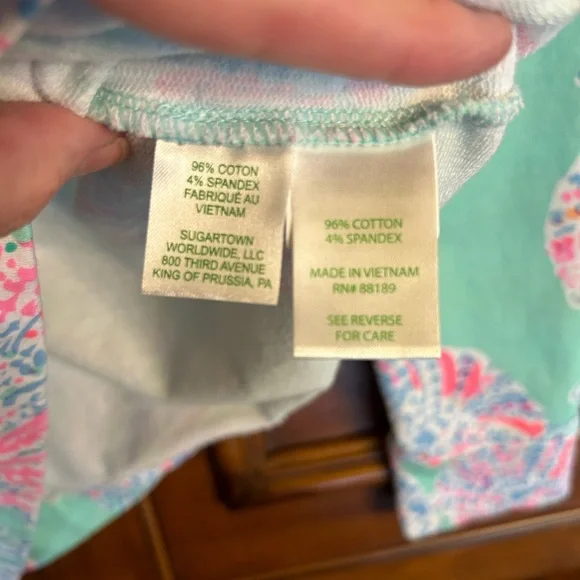 96% COTON
4% SPANDEX
FABRIQUÉ AU
VIETNAM
SUGARTOWN
WORLDWIDE, LLC
800 THIRD AVENUE
KING OF PRUSSIA, PA
96% COTTON
4% SPANDEX
MADE IN VIETNAM
RN# 88189
SEE REVERSE
FOR CARE